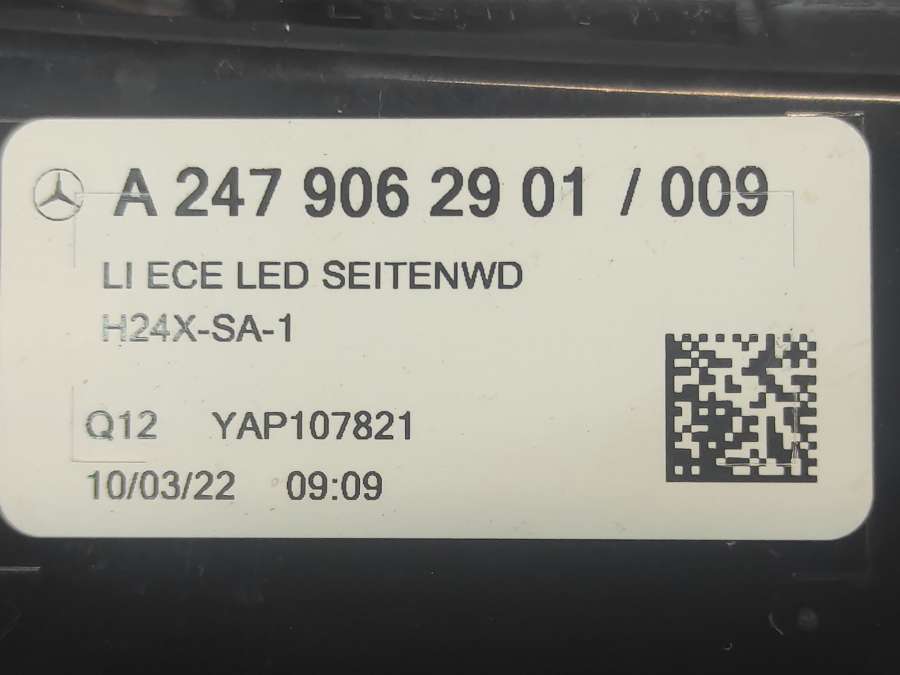 A 247 906 29 01 / 009
LI ECE LED SEITENWD
H24X-SA-1
Q12 YAP107821
10/03/22 09:09